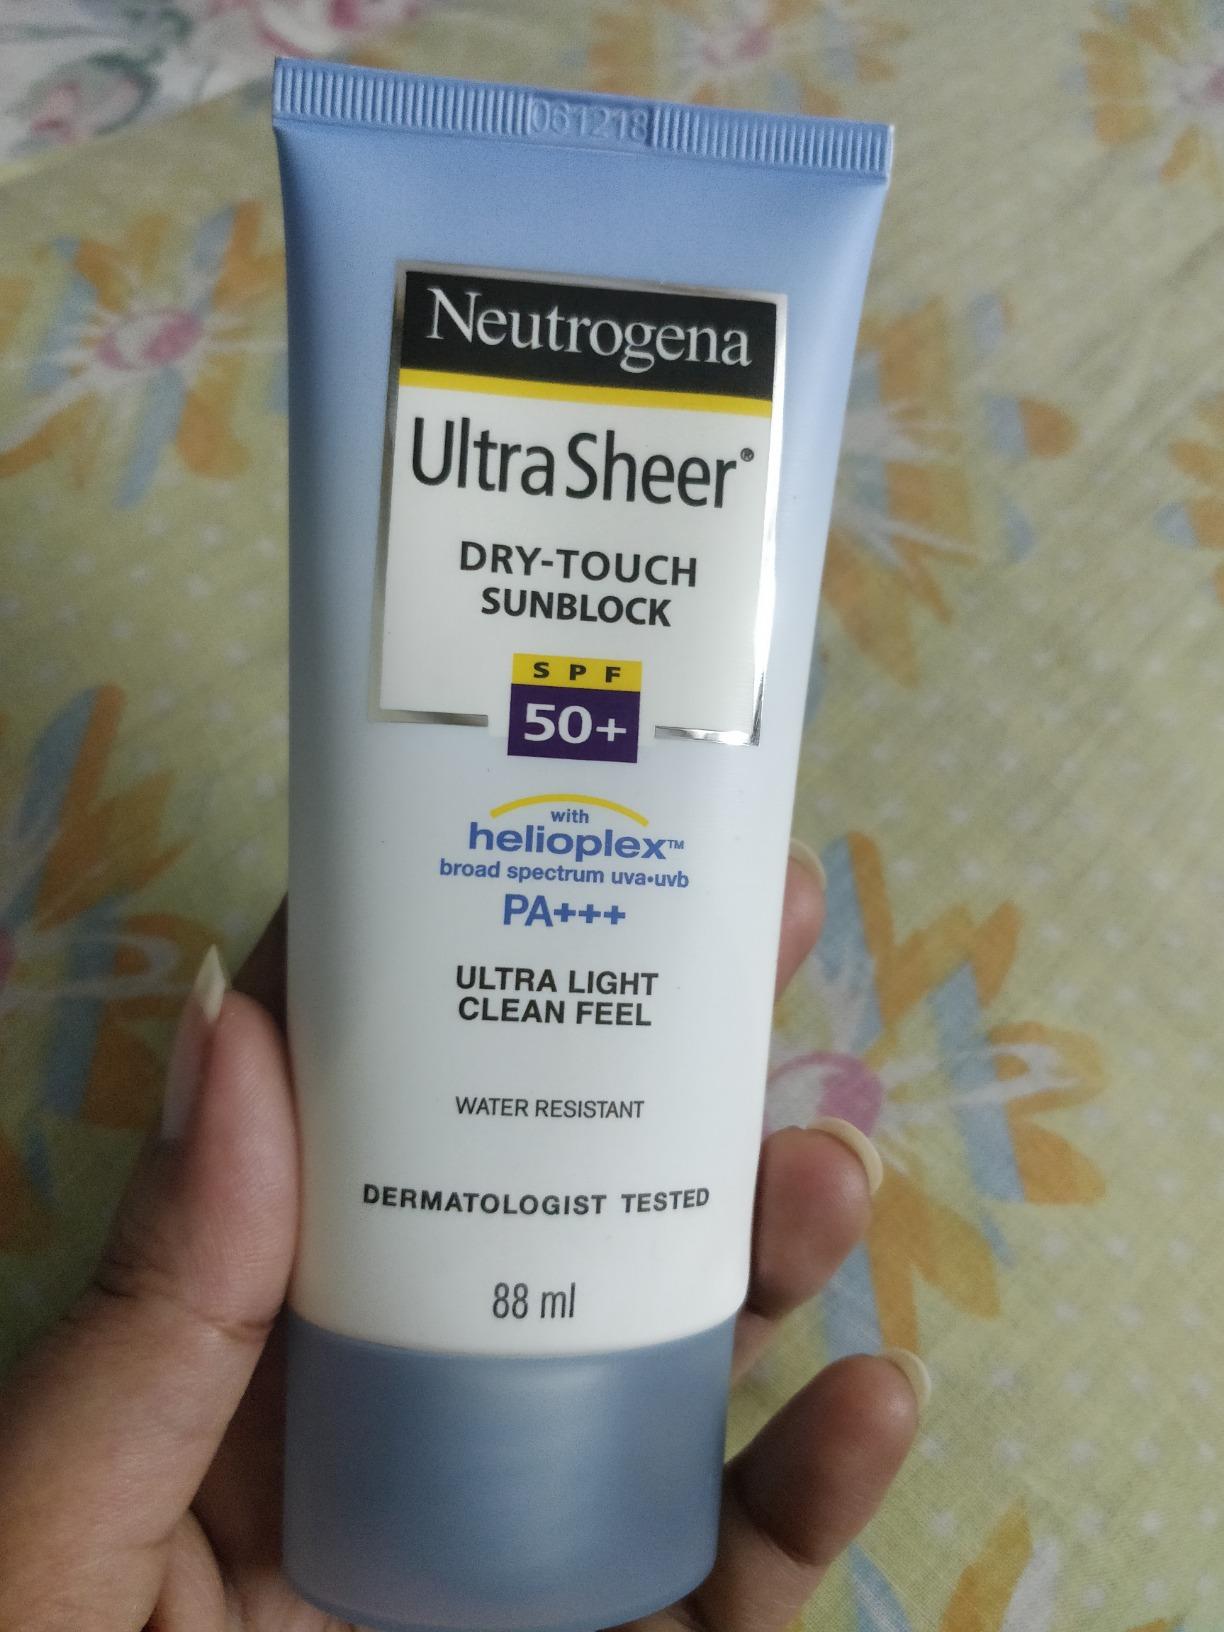 061218
Neutrogena
Ultra Sheer®
DRY-TOUCH
SUNBLOCK
SPF
50+
with
helioplex™
broad spectrum uva•uvb
PA+++
ULTRA LIGHT
CLEAN FEEL
WATER RESISTANT
DERMATOLOGIST TESTED
88 ml